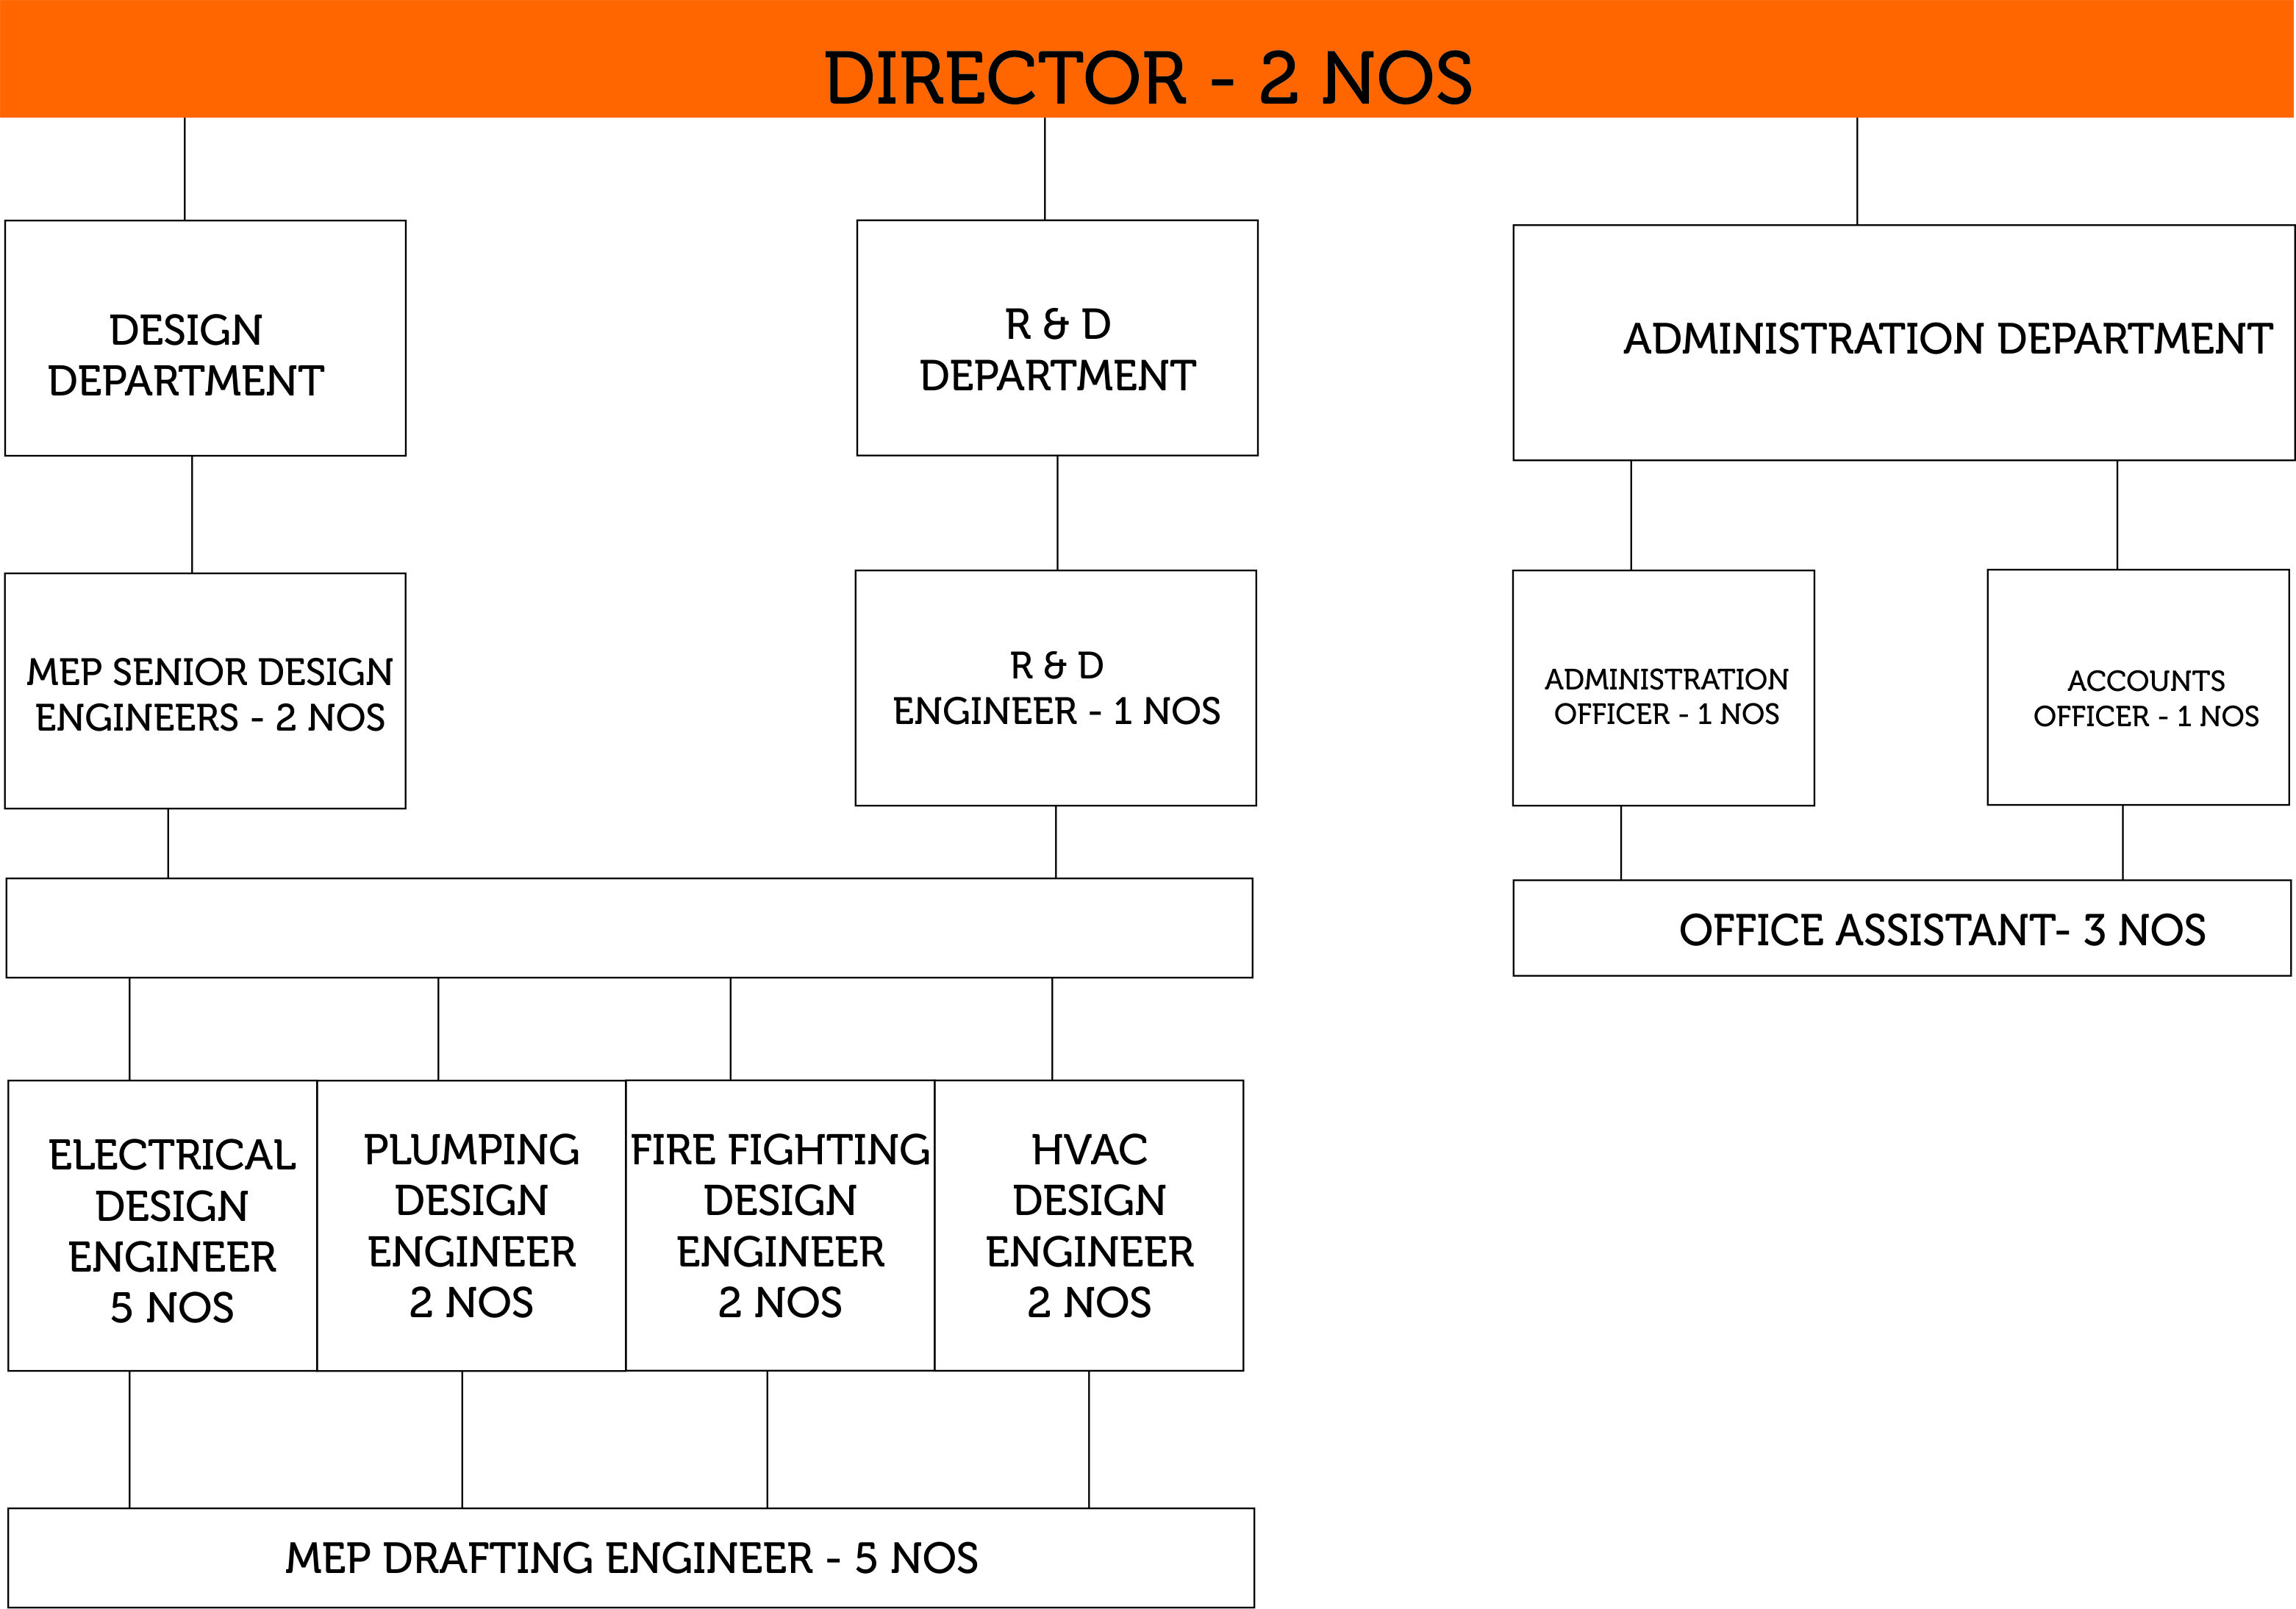 DIRECTOR - 2 NOS
DESIGN
DEPARTMENT
R & D
DEPARTMENT
ADMINISTRATION DEPARTMENT
MEP SENIOR DESIGN
ENGINEERS - 2 NOS
R & D
ENGINEER - 1 NOS
ADMINISTRATION
OFFICER - 1 NOS
ACCOUNTS
OFFICER - 1 NOS
OFFICE ASSISTANT- 3 NOS
ELECTRICAL
DESIGN
ENGINEER
5 NOS
PLUMPING
DESIGN
ENGINEER
2 NOS
FIRE FIGHTING
DESIGN
ENGINEER
2 NOS
HVAC
DESIGN
ENGINEER
2 NOS
MEP DRAFTING ENGINEER - 5 NOS